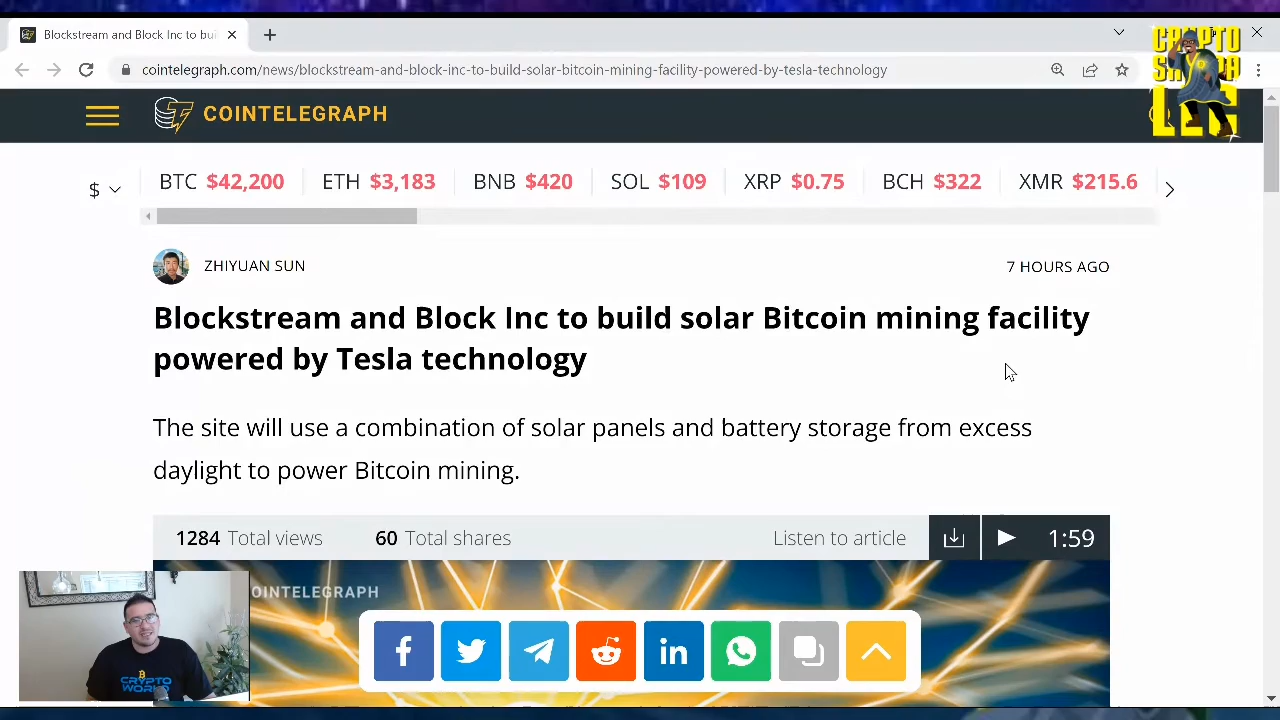 Blockstream and Block Inc to bui
cointelegraph.com/news/blockstream-and-block-inc-to-build-solar-bitcoin-mining-facility-powered-by-tesla-technology
CRYPTO
LEO
COINTELEGRAPH
$ BTC $42,200 ETH $3,183 BNB $420 SOL $109 XRP $0.75 BCH $322 XMR $215.6
ZHIYUAN SUN 7 HOURS AGO
Blockstream and Block Inc to build solar Bitcoin mining facility
powered by Tesla technology
The site will use a combination of solar panels and battery storage from excess
daylight to power Bitcoin mining.
1284 Total views 60 Total shares Listen to article 1:59
OINTELEGRAPH
CRYPTO
WORLD